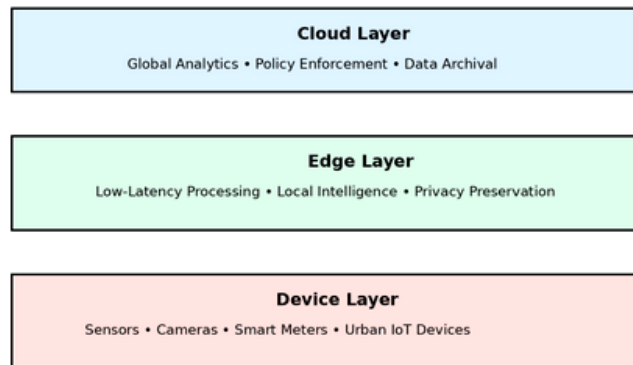 Cloud Layer
Global Analytics • Policy Enforcement • Data Archival
Edge Layer
Low-Latency Processing • Local Intelligence • Privacy Preservation
Device Layer
Sensors • Cameras • Smart Meters • Urban IoT Devices